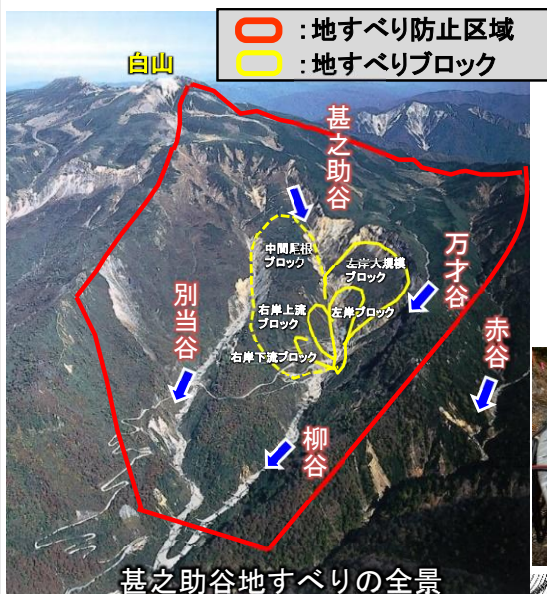 ：地すべり防止区域
：地すべりブロック
白山
甚之助谷
中間尾根
ブロック
左岸大規模
ブロック
万才谷
別当谷
右岸上流
ブロック
左岸ブロック
赤谷
右岸下流ブロック
柳谷
甚之助谷地すべりの全景